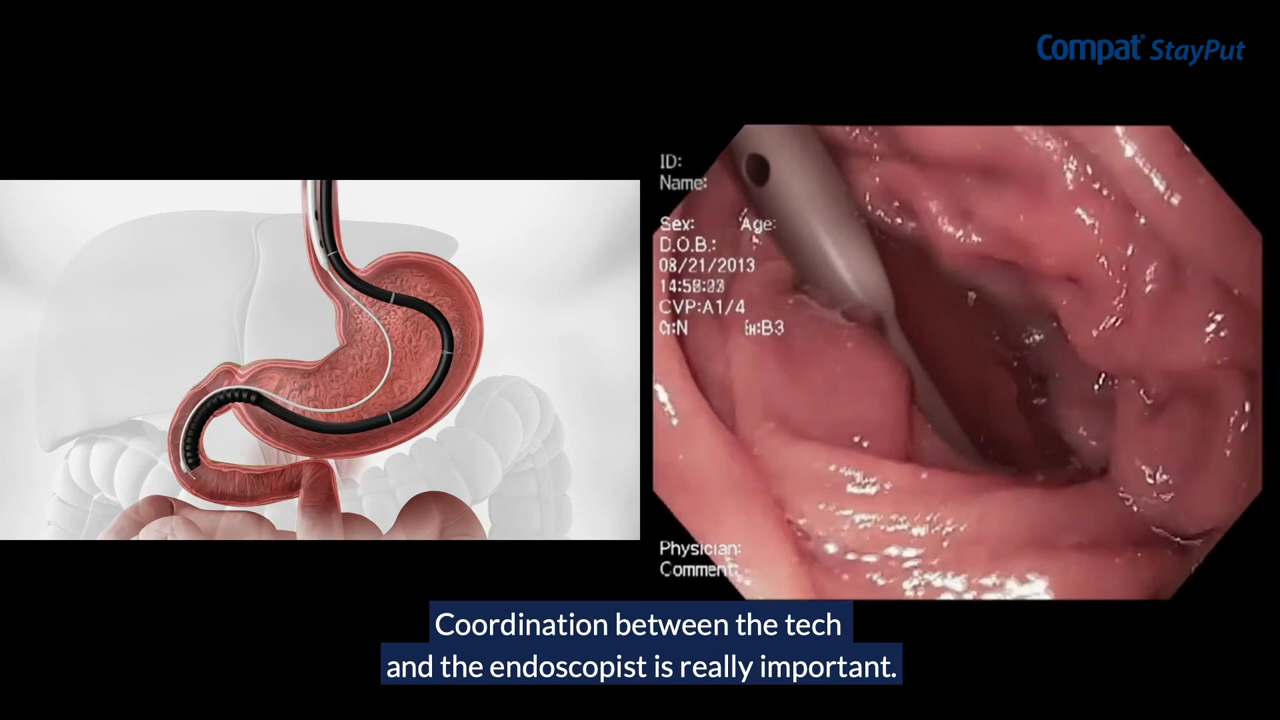 Compat® StayPut
ID:
Name:
Sex: Age:
D.O.B.:
08/21/2013
CVP:A1/4
Physician:
Comment:
Coordination between the tech
and the endoscopist is really important.